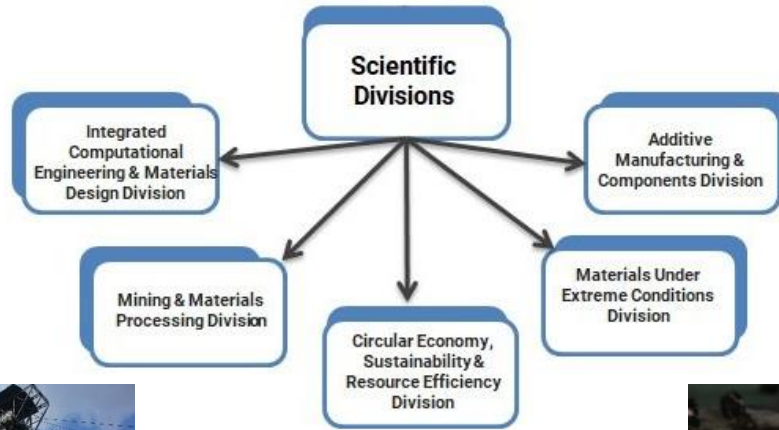 Scientific
Divisions
Integrated
Computational
Engineering & Materials
Design Division
Additive
Manufacturing &
Components Division
Mining & Materials
Processing Division
Materials Under
Extreme Conditions
Division
Circular Economy,
Sustainability &
Resource Efficiency
Division